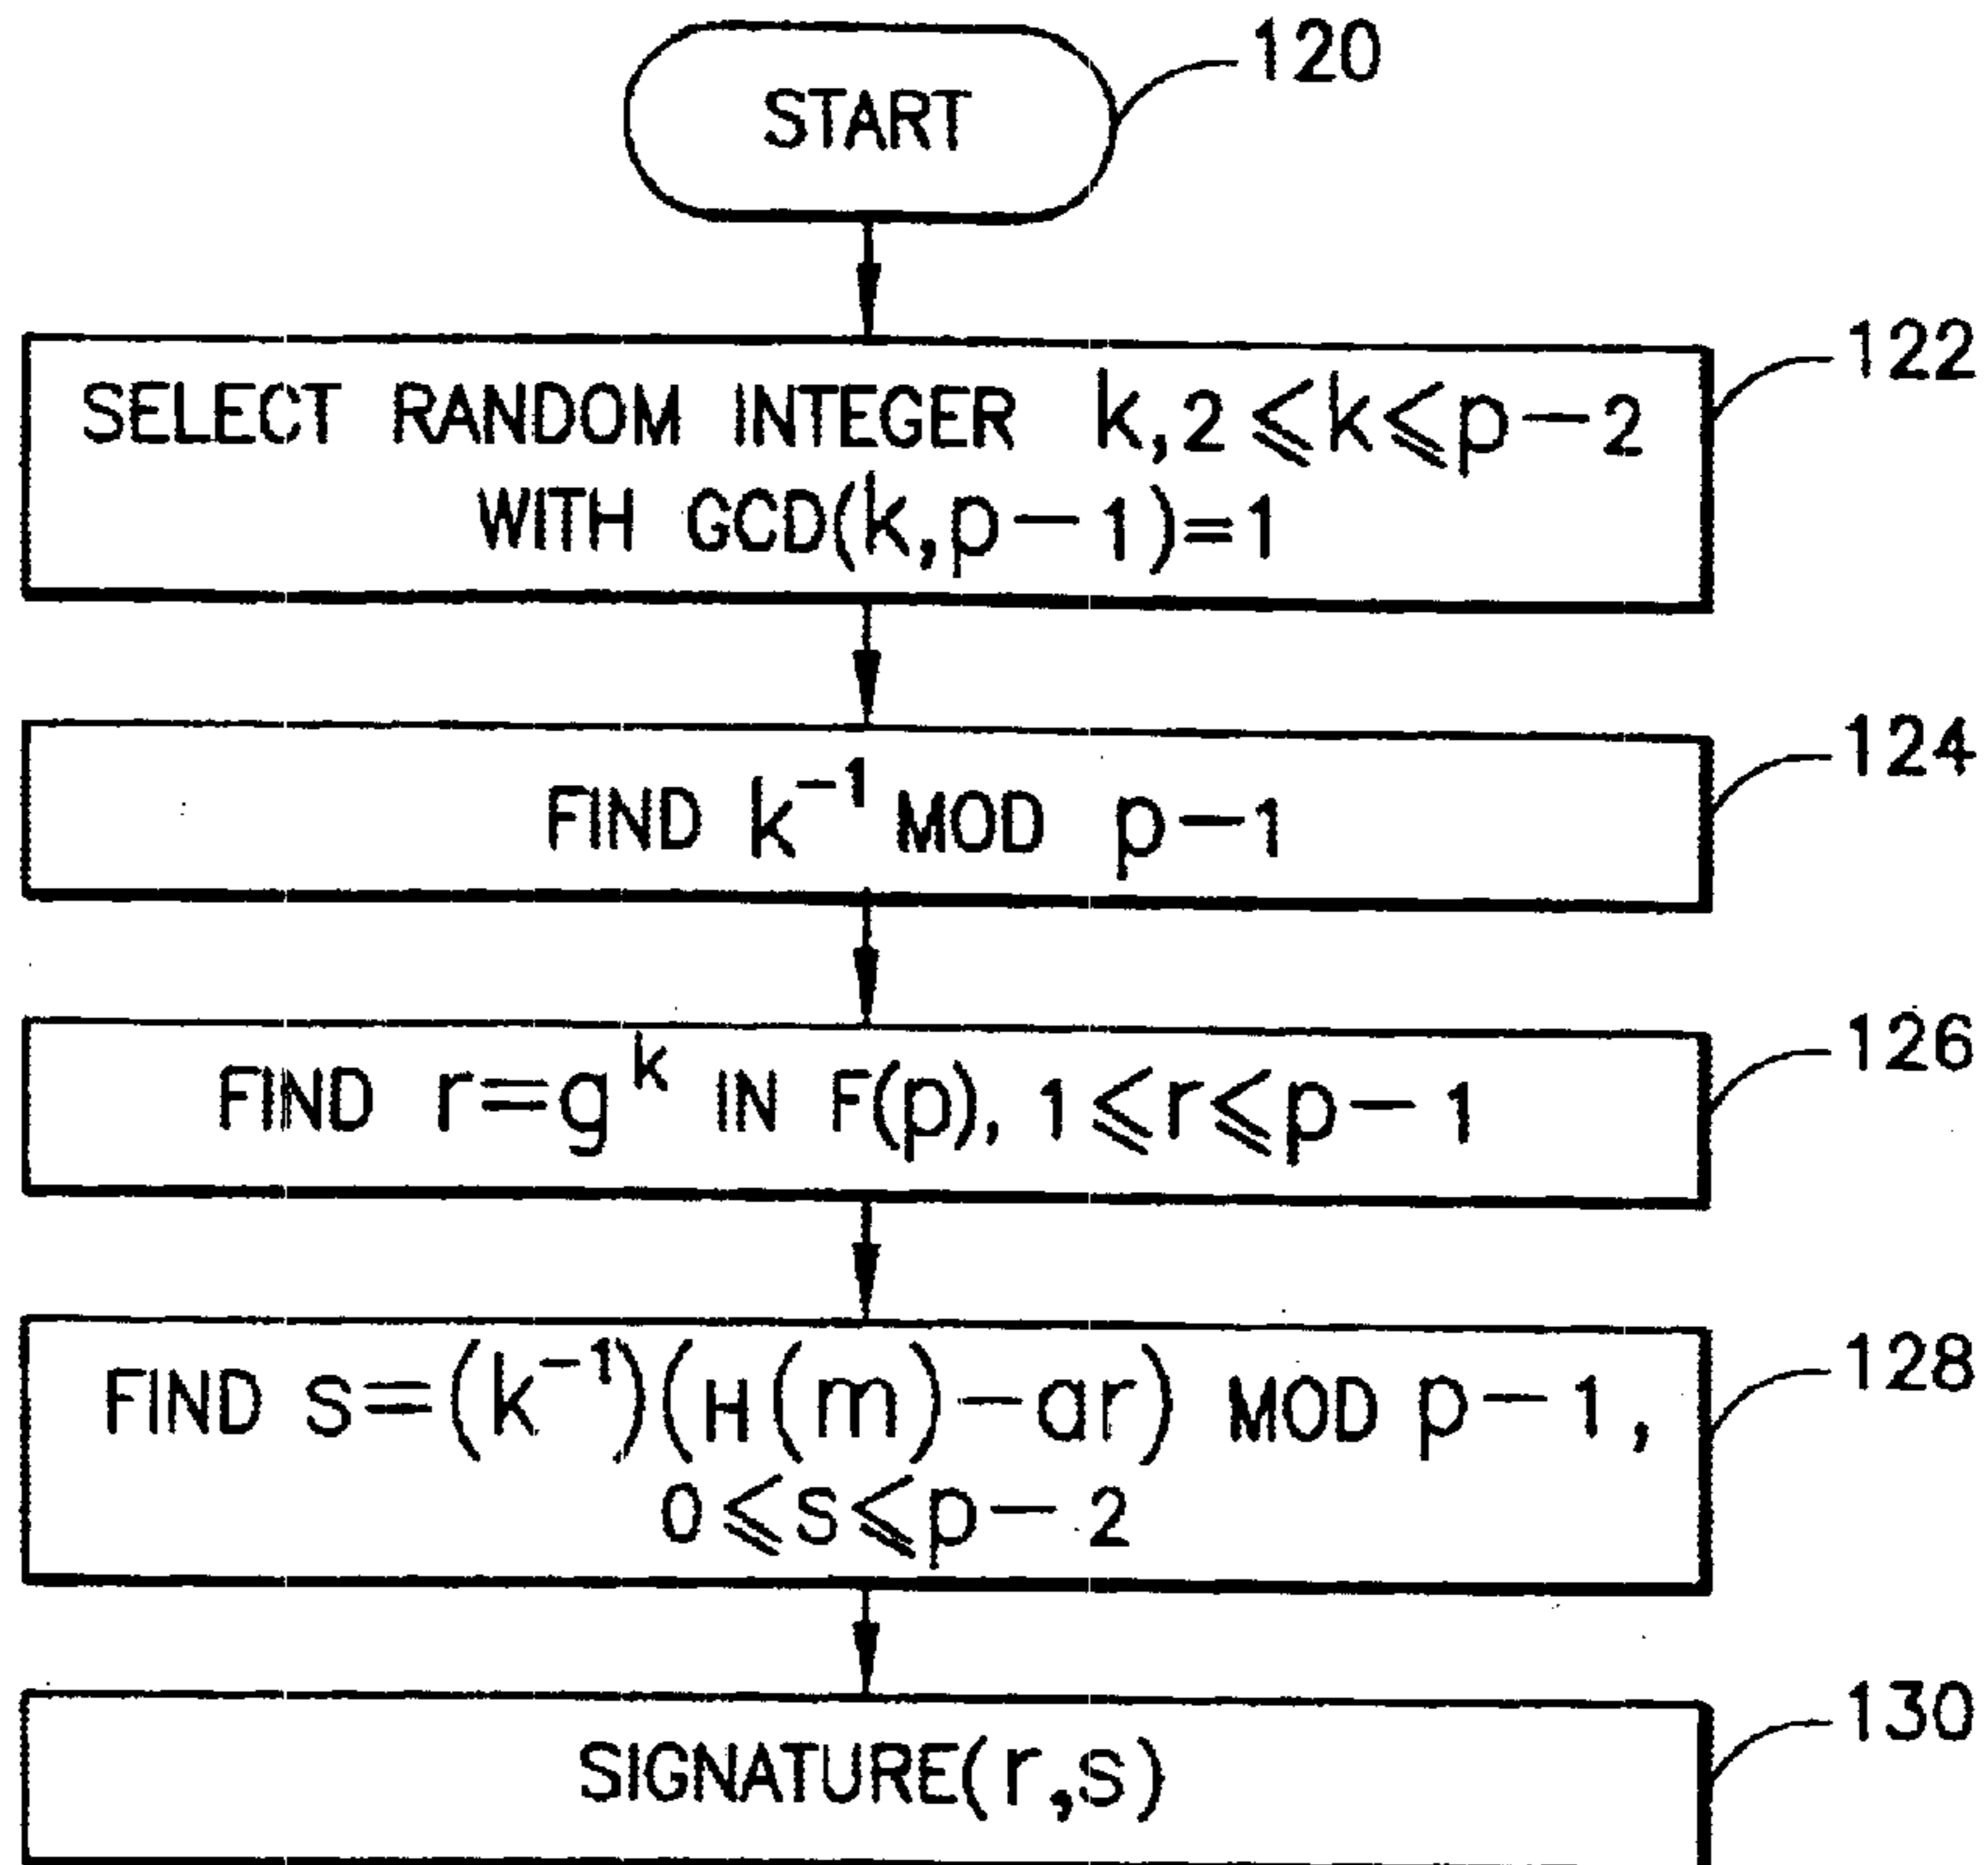 START
120
SELECT RANDOM INTEGER k,2⩽k⩽p-2
WITH GCD(k,p-1)=1
122
FIND k⁻¹ MOD p-1
124
FIND r=gᵏ IN F(p), 1⩽r⩽p-1
126
FIND s=(k⁻¹)(H(m)-ar) MOD p-1,
0⩽s⩽p-2
128
SIGNATURE(r,s)
130